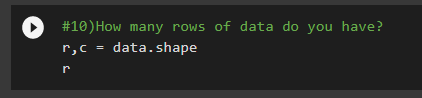 #10)How many rows of data do you have?
r,c = data.shape
r